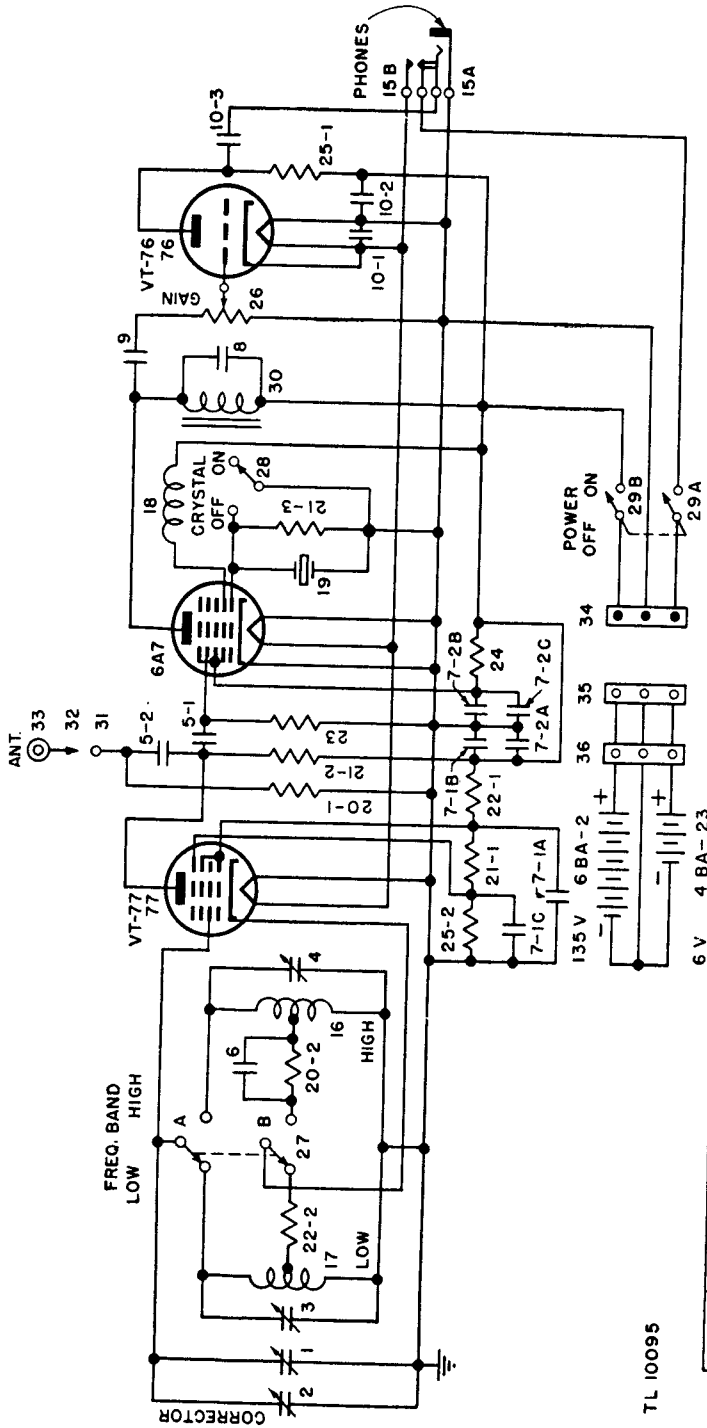 CORRECTOR
2
1
3
FREQ. BAND
LOW HIGH
A
B
27
22-2
17
LOW
6
20-2
16
HIGH
4
VT-77
77
ANT.
33
32
31
5-2
5-1
20-1
21-2
23
6A7
18
CRYSTAL
OFF ON
28
21-3
19
9
8
30
GAIN
26
VT-76
76
10-3
25-1
10-2
10-1
PHONES
15B
15A
25-2
21-1
22-1
7-1C
7-1A
7-1B
7-2B
24
7-2A
7-2C
135 V 6 BA-2
6 V 4 BA-23
36
35
34
POWER
OFF ON
29B
29A
TL 10095